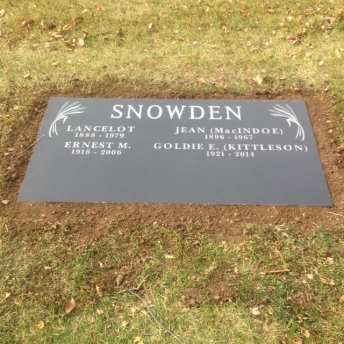 SNOWDEN
LANCELOT JEAN (MacINDOE)
1888 - 1979 1896 - 1967
ERNEST M. GOLDIE E. (KITTLESON)
1918 - 2006 1921 - 2014